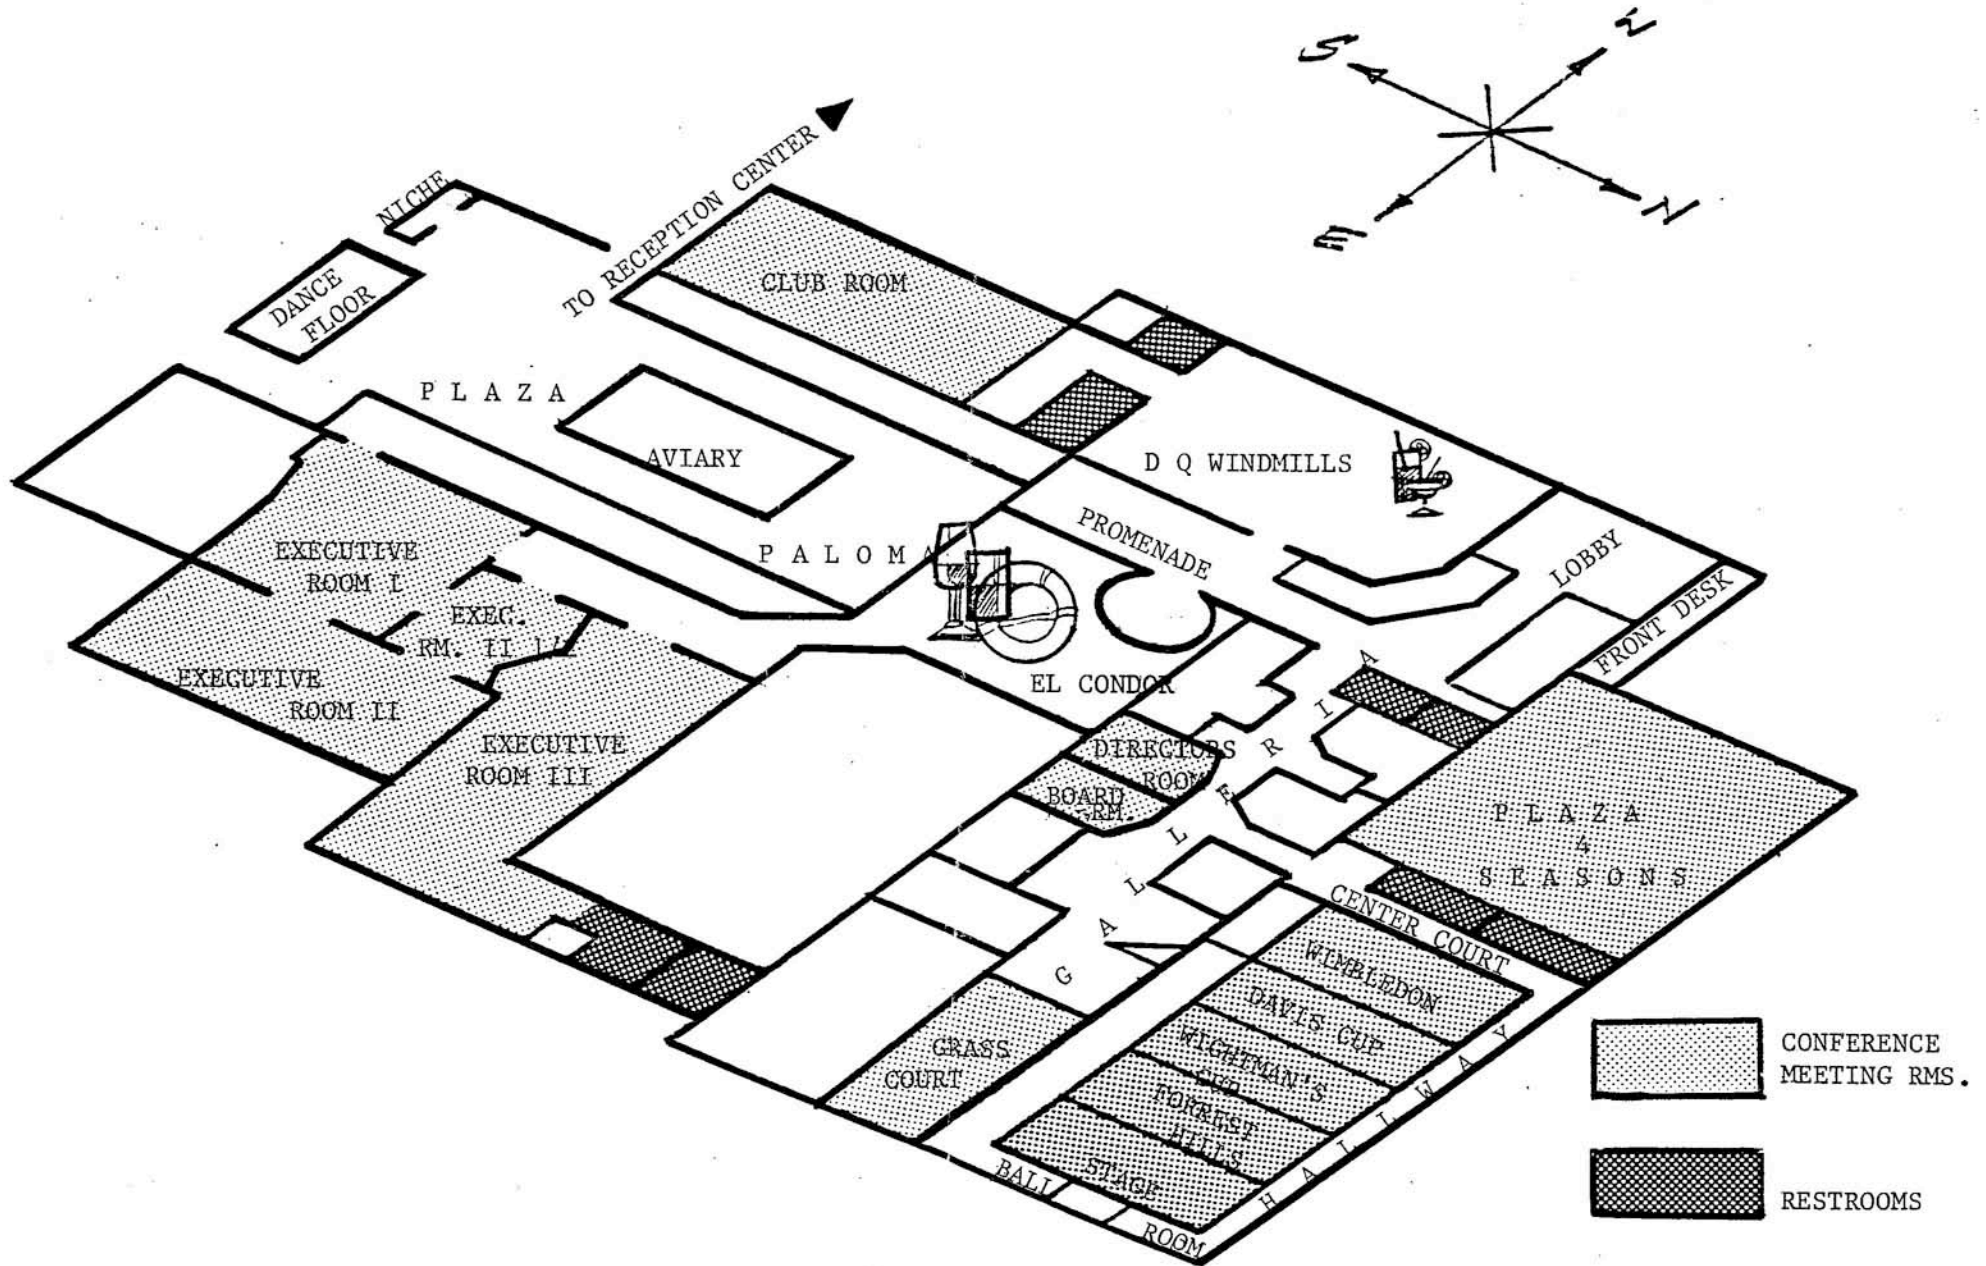 S
W
N
E
NICHE
TO RECEPTION CENTER
DANCE
FLOOR
CLUB ROOM
PLAZA
AVIARY
D Q WINDMILLS
PALOMA
PROMENADE
LOBBY
FRONT DESK
EXECUTIVE
ROOM I
EXEC.
RM. II 1/2
EXECUTIVE
ROOM II
EXECUTIVE
ROOM III
EL CONDOR
DIRECTORS
ROOM
BOARD
RM.
GALLERIA
PLAZA
4
SEASONS
CENTER COURT
WIMBLEDON
DAVIS CUP
WIGHTMAN'S
CUP
FORREST
HILLS
STAGE
GRASS
COURT
HALLWAY
BALL
ROOM
CONFERENCE
MEETING RMS.
RESTROOMS